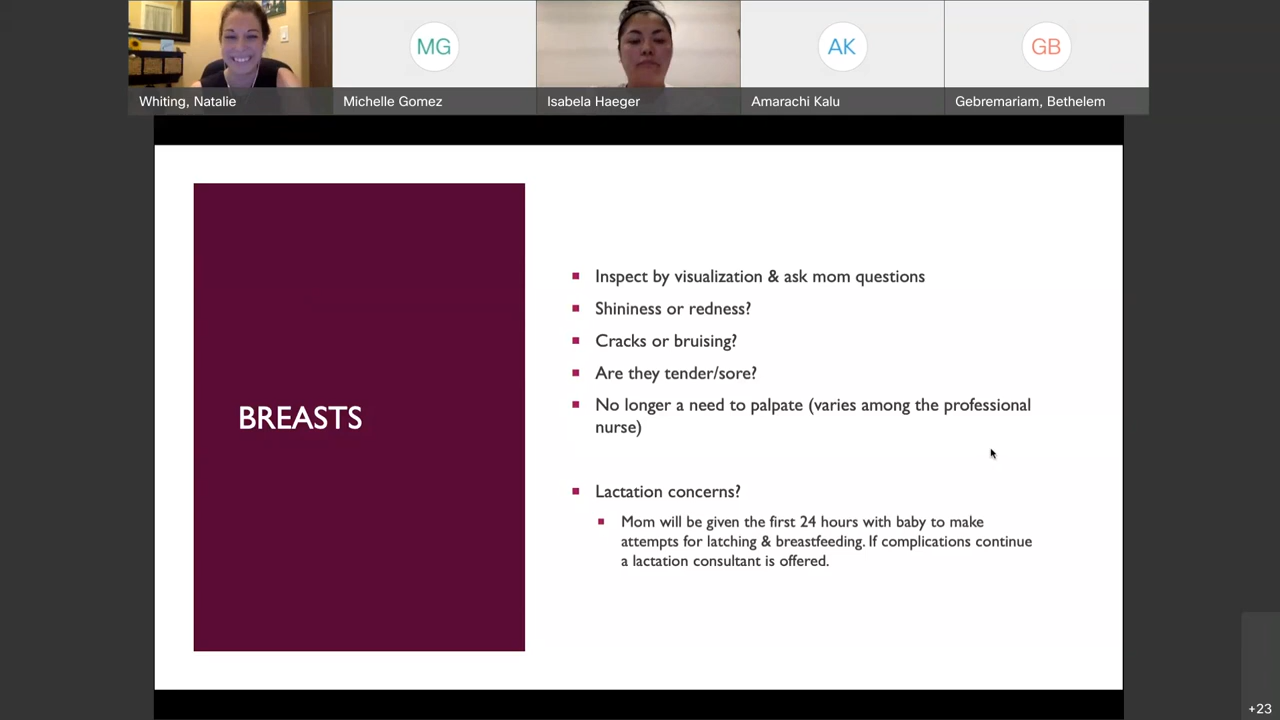 MG
AK
GB
Whiting, Natalie
Michelle Gomez
Isabela Haeger
Amarachi Kalu
Gebremariam, Bethelem
BREASTS
Inspect by visualization & ask mom questions
Shininess or redness?
Cracks or bruising?
Are they tender/sore?
No longer a need to palpate (varies among the professional
nurse)
Lactation concerns?
Mom will be given the first 24 hours with baby to make
attempts for latching & breastfeeding. If complications continue
a lactation consultant is offered.
+23